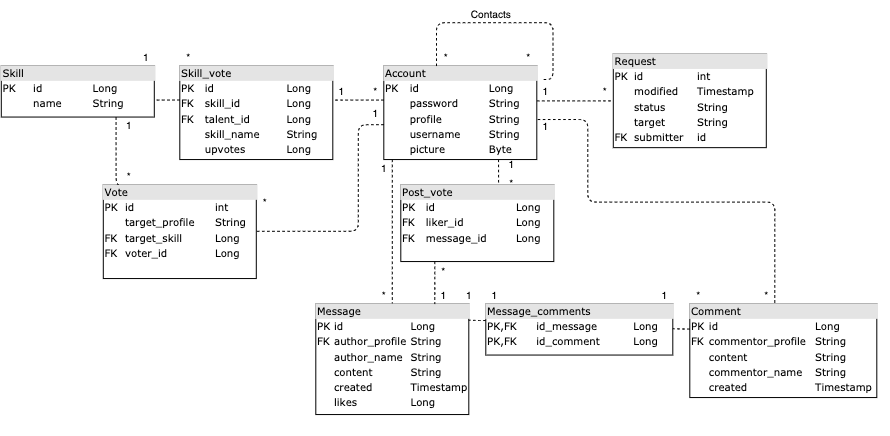 Contacts
1 * * *
Skill
PK id Long
name String
Skill_vote
PK id Long
FK skill_id Long
FK talent_id Long
skill_name String
upvotes Long
1 *
Account
PK id Long
password String
profile String
username String
picture Byte
1 *
Request
PK id int
modified Timestamp
status String
target String
FK submitter id
1 1 1
1 1
* *
*
Vote
PK id int
target_profile String
FK target_skill Long
FK voter_id Long
Post_vote
PK id Long
FK liker_id Long
FK message_id Long
*
* 1 1 1 1 * *
Message
PK id Long
FK author_profile String
author_name String
content String
created Timestamp
likes Long
Message_comments
PK,FK id_message Long
PK,FK id_comment Long
Comment
PK id Long
FK commentor_profile String
content String
commentor_name String
created Timestamp